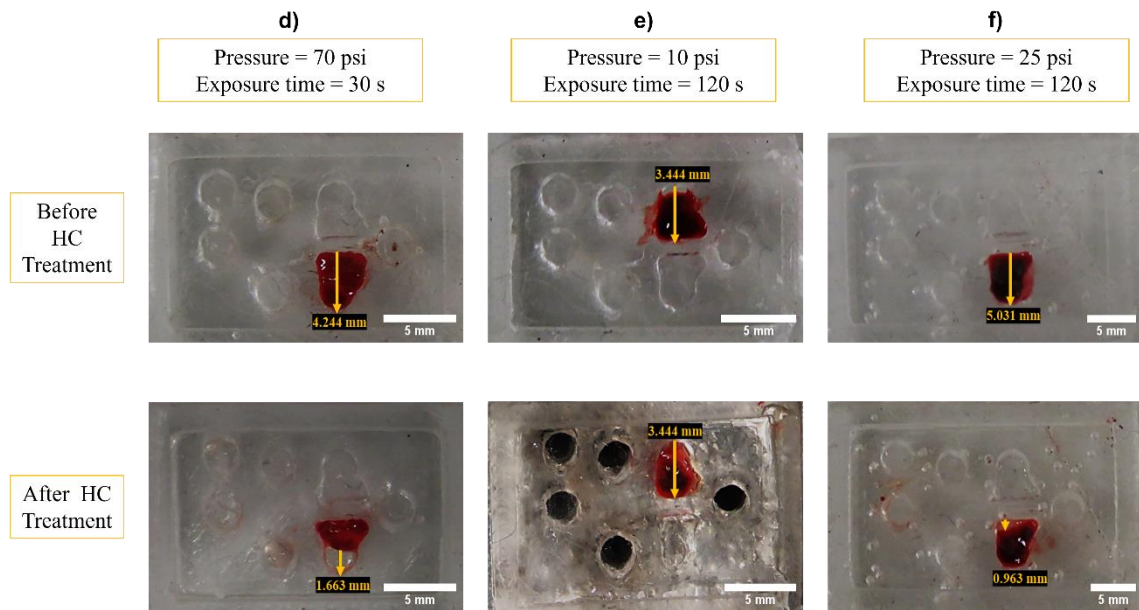 d)
e)
f)
Pressure = 70 psi
Exposure time = 30 s
Pressure = 10 psi
Exposure time = 120 s
Pressure = 25 psi
Exposure time = 120 s
Before
HC
Treatment
4.244 mm
5 mm
3.444 mm
5 mm
5.031 mm
5 mm
After HC
Treatment
1.663 mm
5 mm
3.444 mm
5 mm
0.963 mm
5 mm